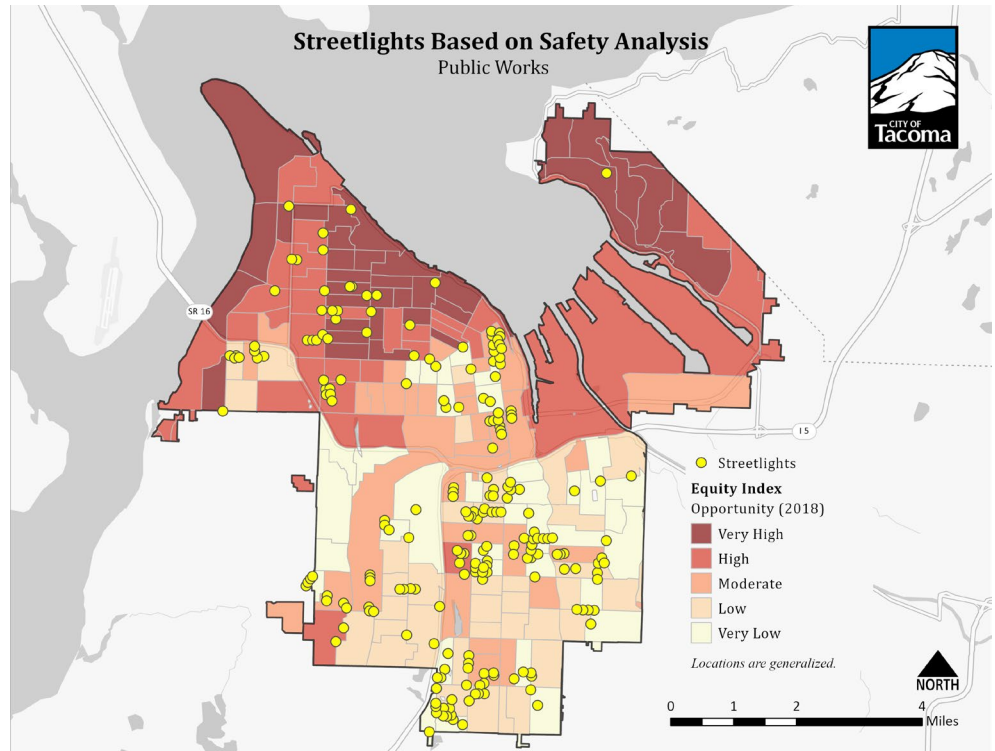 Streetlights Based on Safety Analysis
Public Works
CITY OF
Tacoma
SR 16
I 5
Streetlights
Equity Index
Opportunity (2018)
Very High
High
Moderate
Low
Very Low
Locations are generalized.
NORTH
0 1 2 4
Miles